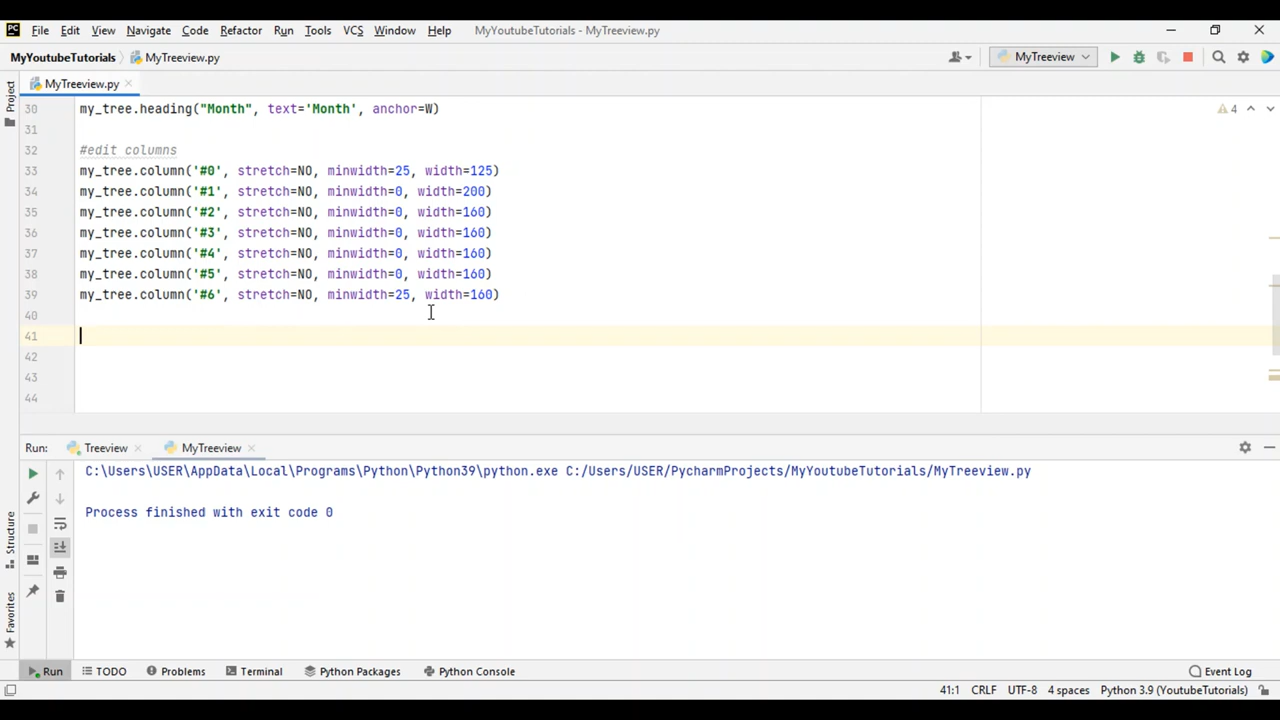 PC File Edit View Navigate Code Refactor Run Tools VCS Window Help MyYoutubeTutorials - MyTreeview.py
MyYoutubeTutorials MyTreeview.py MyTreeview
Project
MyTreeview.py
30 my_tree.heading("Month", text='Month', anchor=W) 4
31
32 #edit columns
33 my_tree.column('#0', stretch=NO, minwidth=25, width=125)
34 my_tree.column('#1', stretch=NO, minwidth=0, width=200)
35 my_tree.column('#2', stretch=NO, minwidth=0, width=160)
36 my_tree.column('#3', stretch=NO, minwidth=0, width=160)
37 my_tree.column('#4', stretch=NO, minwidth=0, width=160)
38 my_tree.column('#5', stretch=NO, minwidth=0, width=160)
39 my_tree.column('#6', stretch=NO, minwidth=25, width=160)
40
41
42
43
44
Run: Treeview MyTreeview
C:\Users\USER\AppData\Local\Programs\Python\Python39\python.exe C:/Users/USER/PycharmProjects/MyYoutubeTutorials/MyTreeview.py
Process finished with exit code 0
Structure
Favorites
Run TODO Problems Terminal Python Packages Python Console Event Log
41:1 CRLF UTF-8 4 spaces Python 3.9 (YoutubeTutorials)